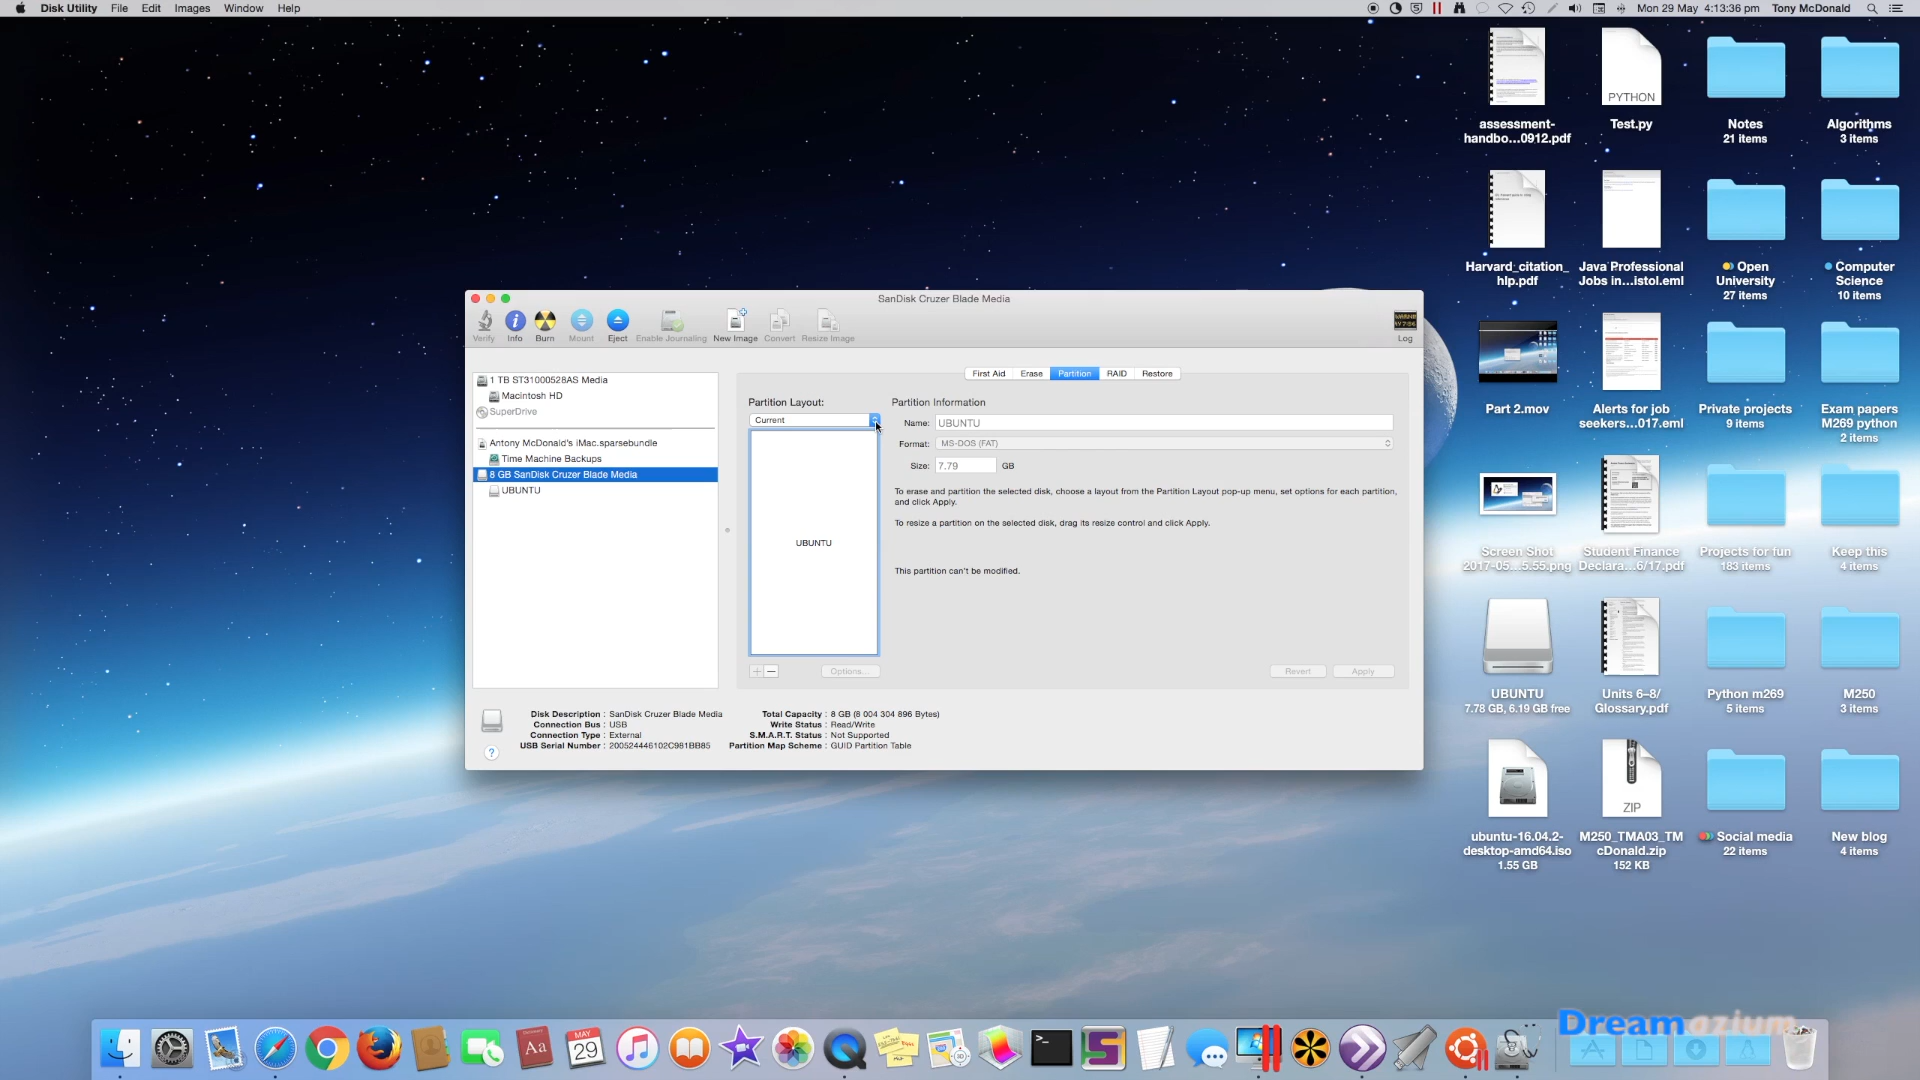 Disk Utility File Edit Images Window Help
Mon 29 May 4:13:36 pm Tony McDonald
SanDisk Cruzer Blade Media
Verify Info Burn Mount Eject Enable Journaling New Image Convert Resize Image Log
1 TB ST31000528AS Media
Macintosh HD
SuperDrive
Antony McDonald's iMac.sparsebundle
Time Machine Backups
8 GB SanDisk Cruzer Blade Media
UBUNTU
First Aid Erase Partition RAID Restore
Partition Layout:
Current
UBUNTU
Options...
Partition Information
Name: UBUNTU
Format: MS-DOS (FAT)
Size: 7.79 GB
To erase and partition the selected disk, choose a layout from the Partition Layout pop-up menu, set options for each partition,
and click Apply.
To resize a partition on the selected disk, drag its resize control and click Apply.
This partition can't be modified.
Revert Apply
Disk Description : SanDisk Cruzer Blade Media
Connection Bus : USB
Connection Type : External
USB Serial Number : 200524446102C981BB85
Total Capacity : 8 GB (8 004 304 896 Bytes)
Write Status : Read/Write
S.M.A.R.T. Status : Not Supported
Partition Map Scheme : GUID Partition Table
assessment-
handbo...0912.pdf
PYTHON
Test.py
Notes
21 items
Algorithms
3 items
Harvard_citation_
hlp.pdf
Java Professional
Jobs in...istol.eml
Open
University
27 items
Computer
Science
10 items
Part 2.mov
Alerts for job
seekers...017.eml
Private projects
9 items
Exam papers
M269 python
2 items
Screen Shot
2017-05...5.55.png
Student Finance
Declara...6/17.pdf
Projects for fun
183 items
Keep this
4 items
UBUNTU
7.78 GB, 6.19 GB free
Units 6–8/
Glossary.pdf
Python m269
5 items
M250
3 items
ubuntu-16.04.2-
desktop-amd64.iso
1.55 GB
ZIP
M250_TMA03_TM
cDonald.zip
152 KB
Social media
22 items
New blog
4 items
Aa
MAY
29
Dreamazium